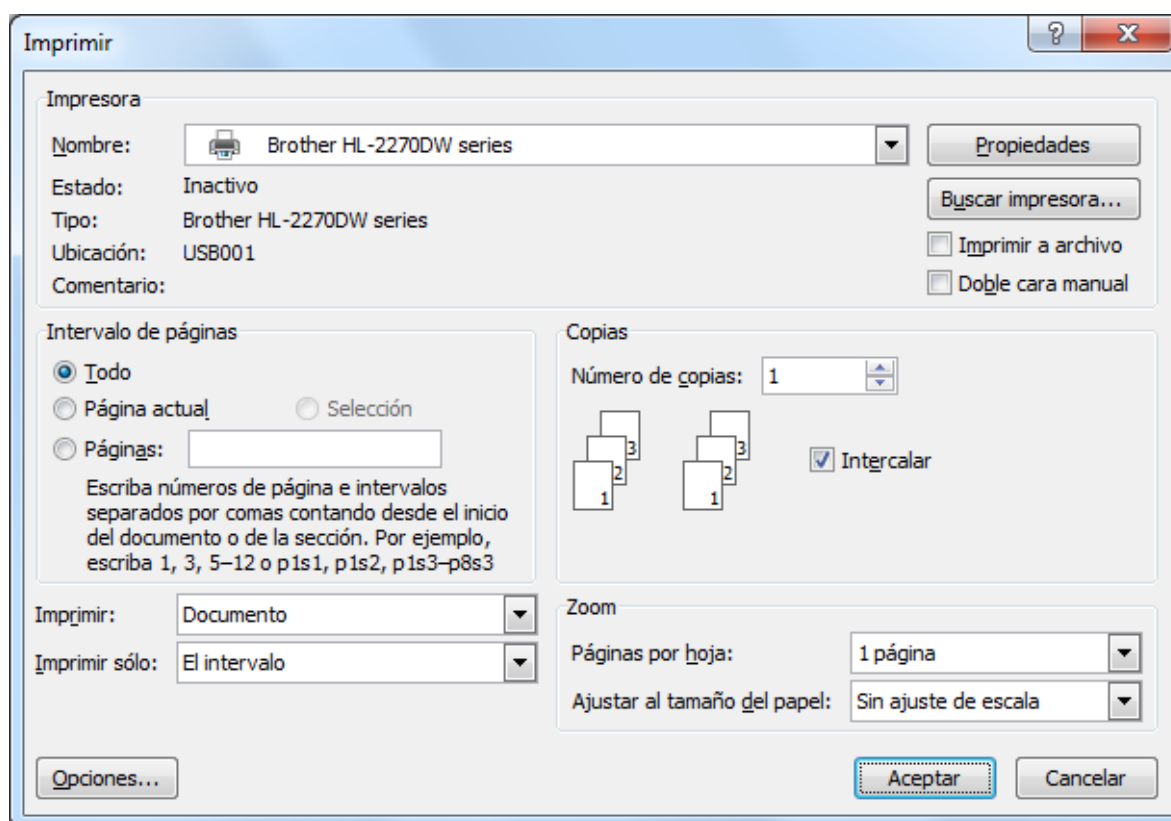 Imprimir
Impresora
Nombre: Brother HL-2270DW series Propiedades
Estado: Inactivo Buscar impresora...
Tipo: Brother HL-2270DW series
Ubicación: USB001 Imprimir a archivo
Comentario: Doble cara manual
Intervalo de páginas
Todo
Página actual Selección
Páginas:
Escriba números de página e intervalos
separados por comas contando desde el inicio
del documento o de la sección. Por ejemplo,
escriba 1, 3, 5–12 o p1s1, p1s2, p1s3–p8s3
Copias
Número de copias: 1
3 3
2 2
1 1
Intercalar
Imprimir: Documento
Imprimir sólo: El intervalo
Zoom
Páginas por hoja: 1 página
Ajustar al tamaño del papel: Sin ajuste de escala
Opciones... Aceptar Cancelar